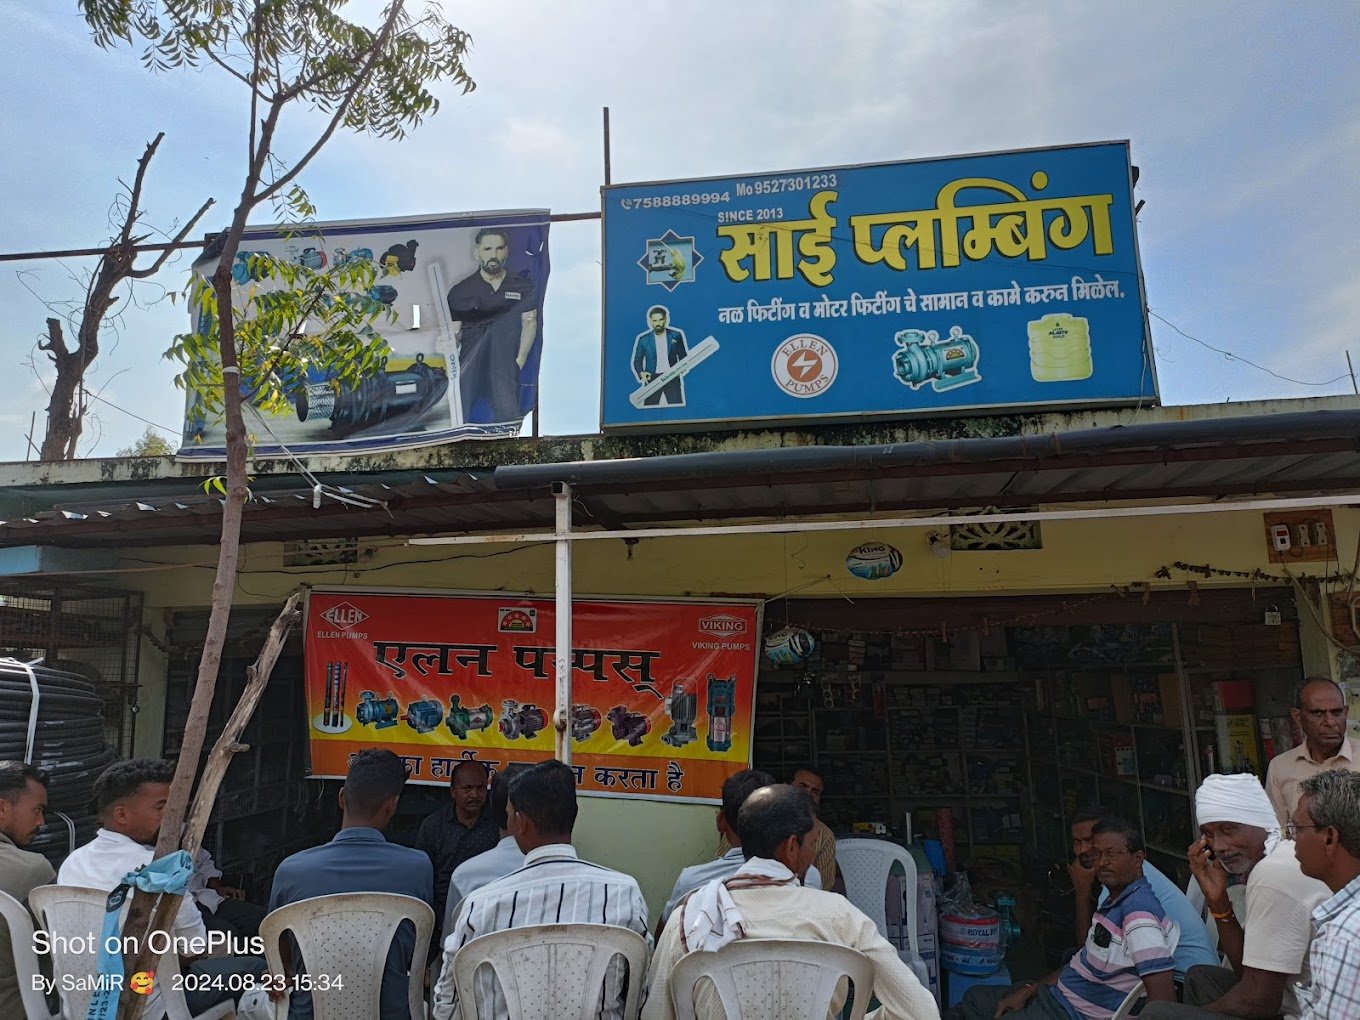 7588889994 Mo 9527301233
SINCE 2013
साई प्लम्बिंग
नळ फिटींग व मोटर फिटींग चे सामान व कामे करुन मिळेल.
ELLEN
PUMPS
KING
ELLEN
ELLEN PUMPS
VIKING
VIKING PUMPS
एलन पम्पस्
हार्दिक
करता है
ROYAL
Shot on OnePlus
By SaMiR 🥰 2024.08.23 15:34